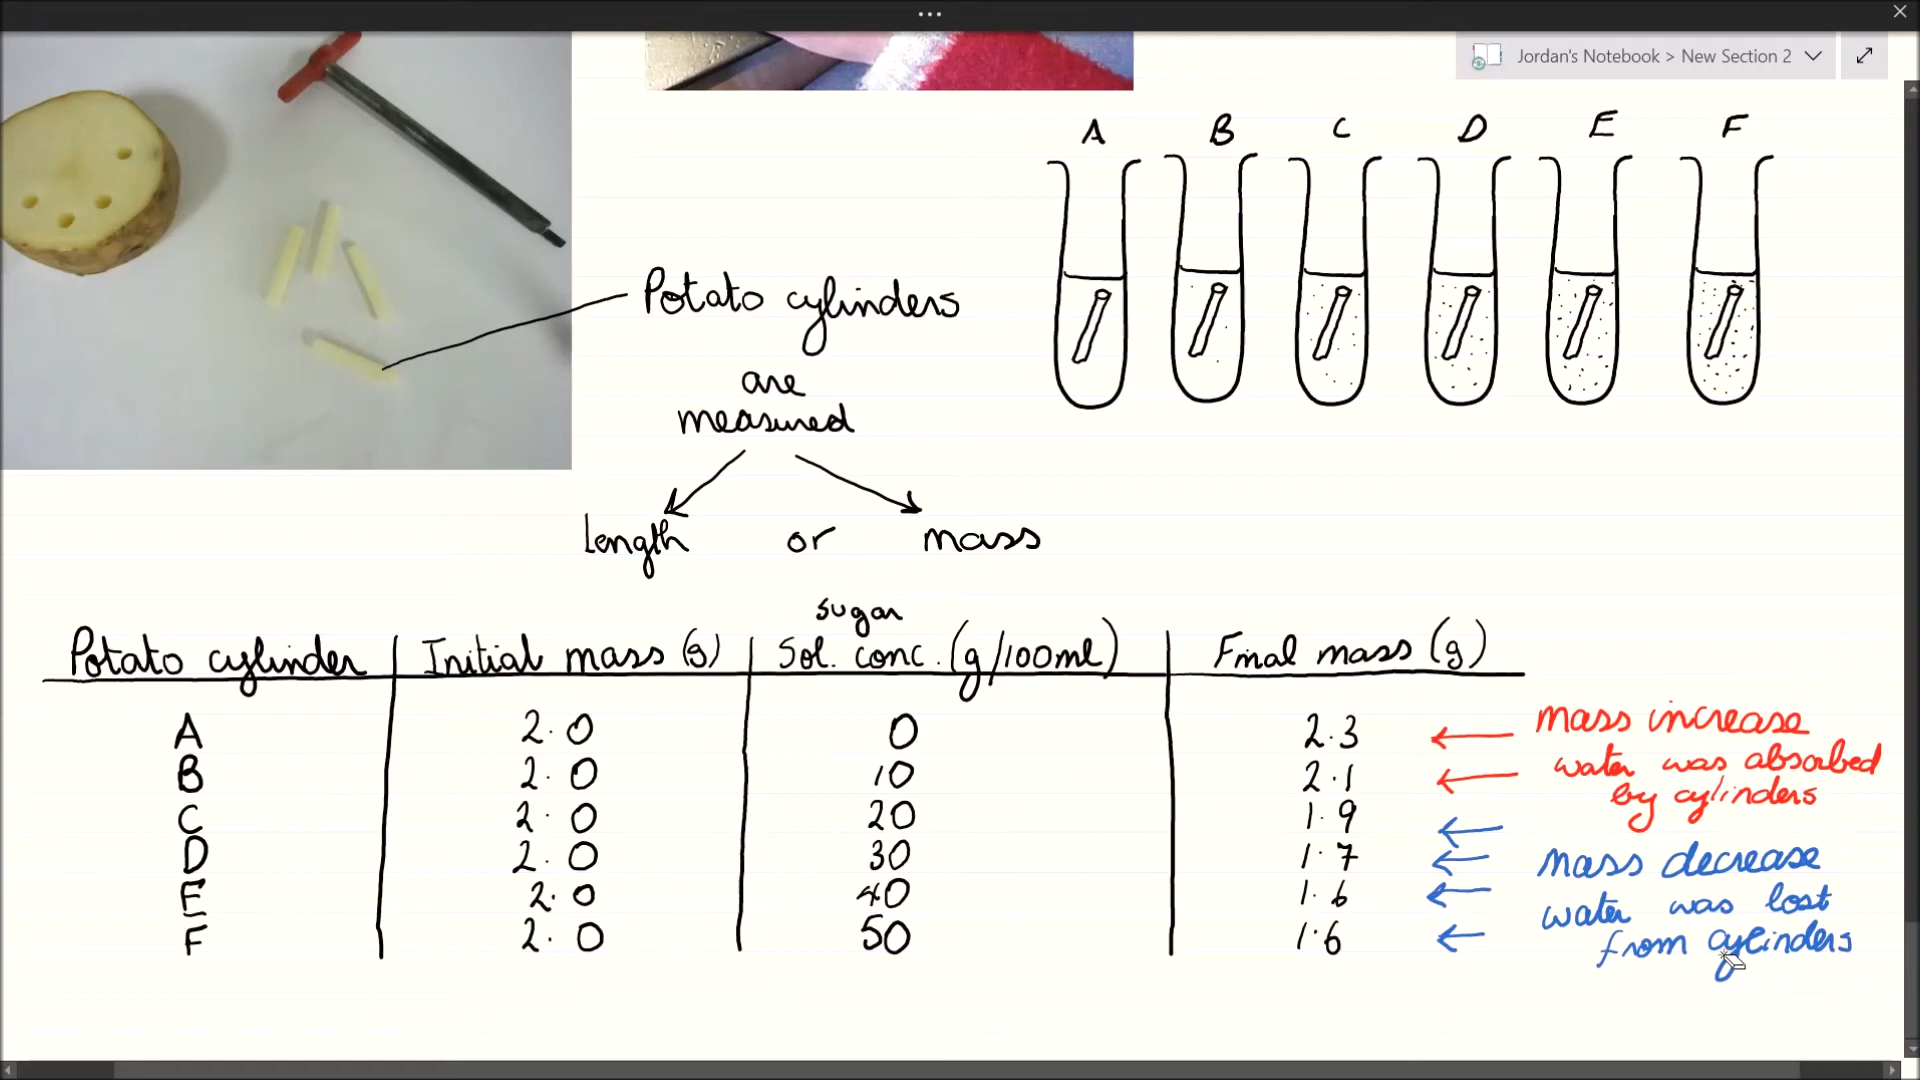 ...
Jordan's Notebook > New Section 2
A B C D E F
Potato cylinders
are
measured
length or mass
sugar
Potato cylinder Initial mass (g) Sol. conc. (g/100ml) Final mass (g)
A 2.0 0 2.3 mass increase
B 2.0 10 2.1 water was absorbed
by cylinders
C 2.0 20 1.9
D 2.0 30 1.7 mass decrease
E 2.0 40 1.6 water was lost
F 2.0 50 1.6 from cylinders